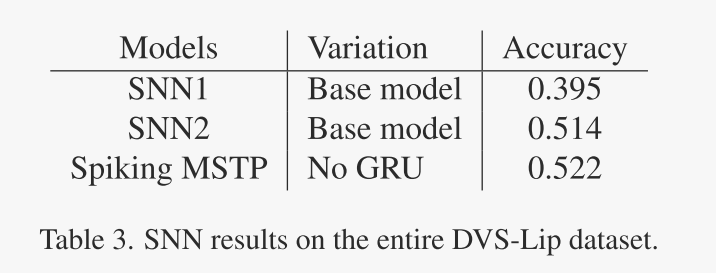 Models Variation Accuracy
SNN1 Base model 0.395
SNN2 Base model 0.514
Spiking MSTP No GRU 0.522
Table 3. SNN results on the entire DVS-Lip dataset.